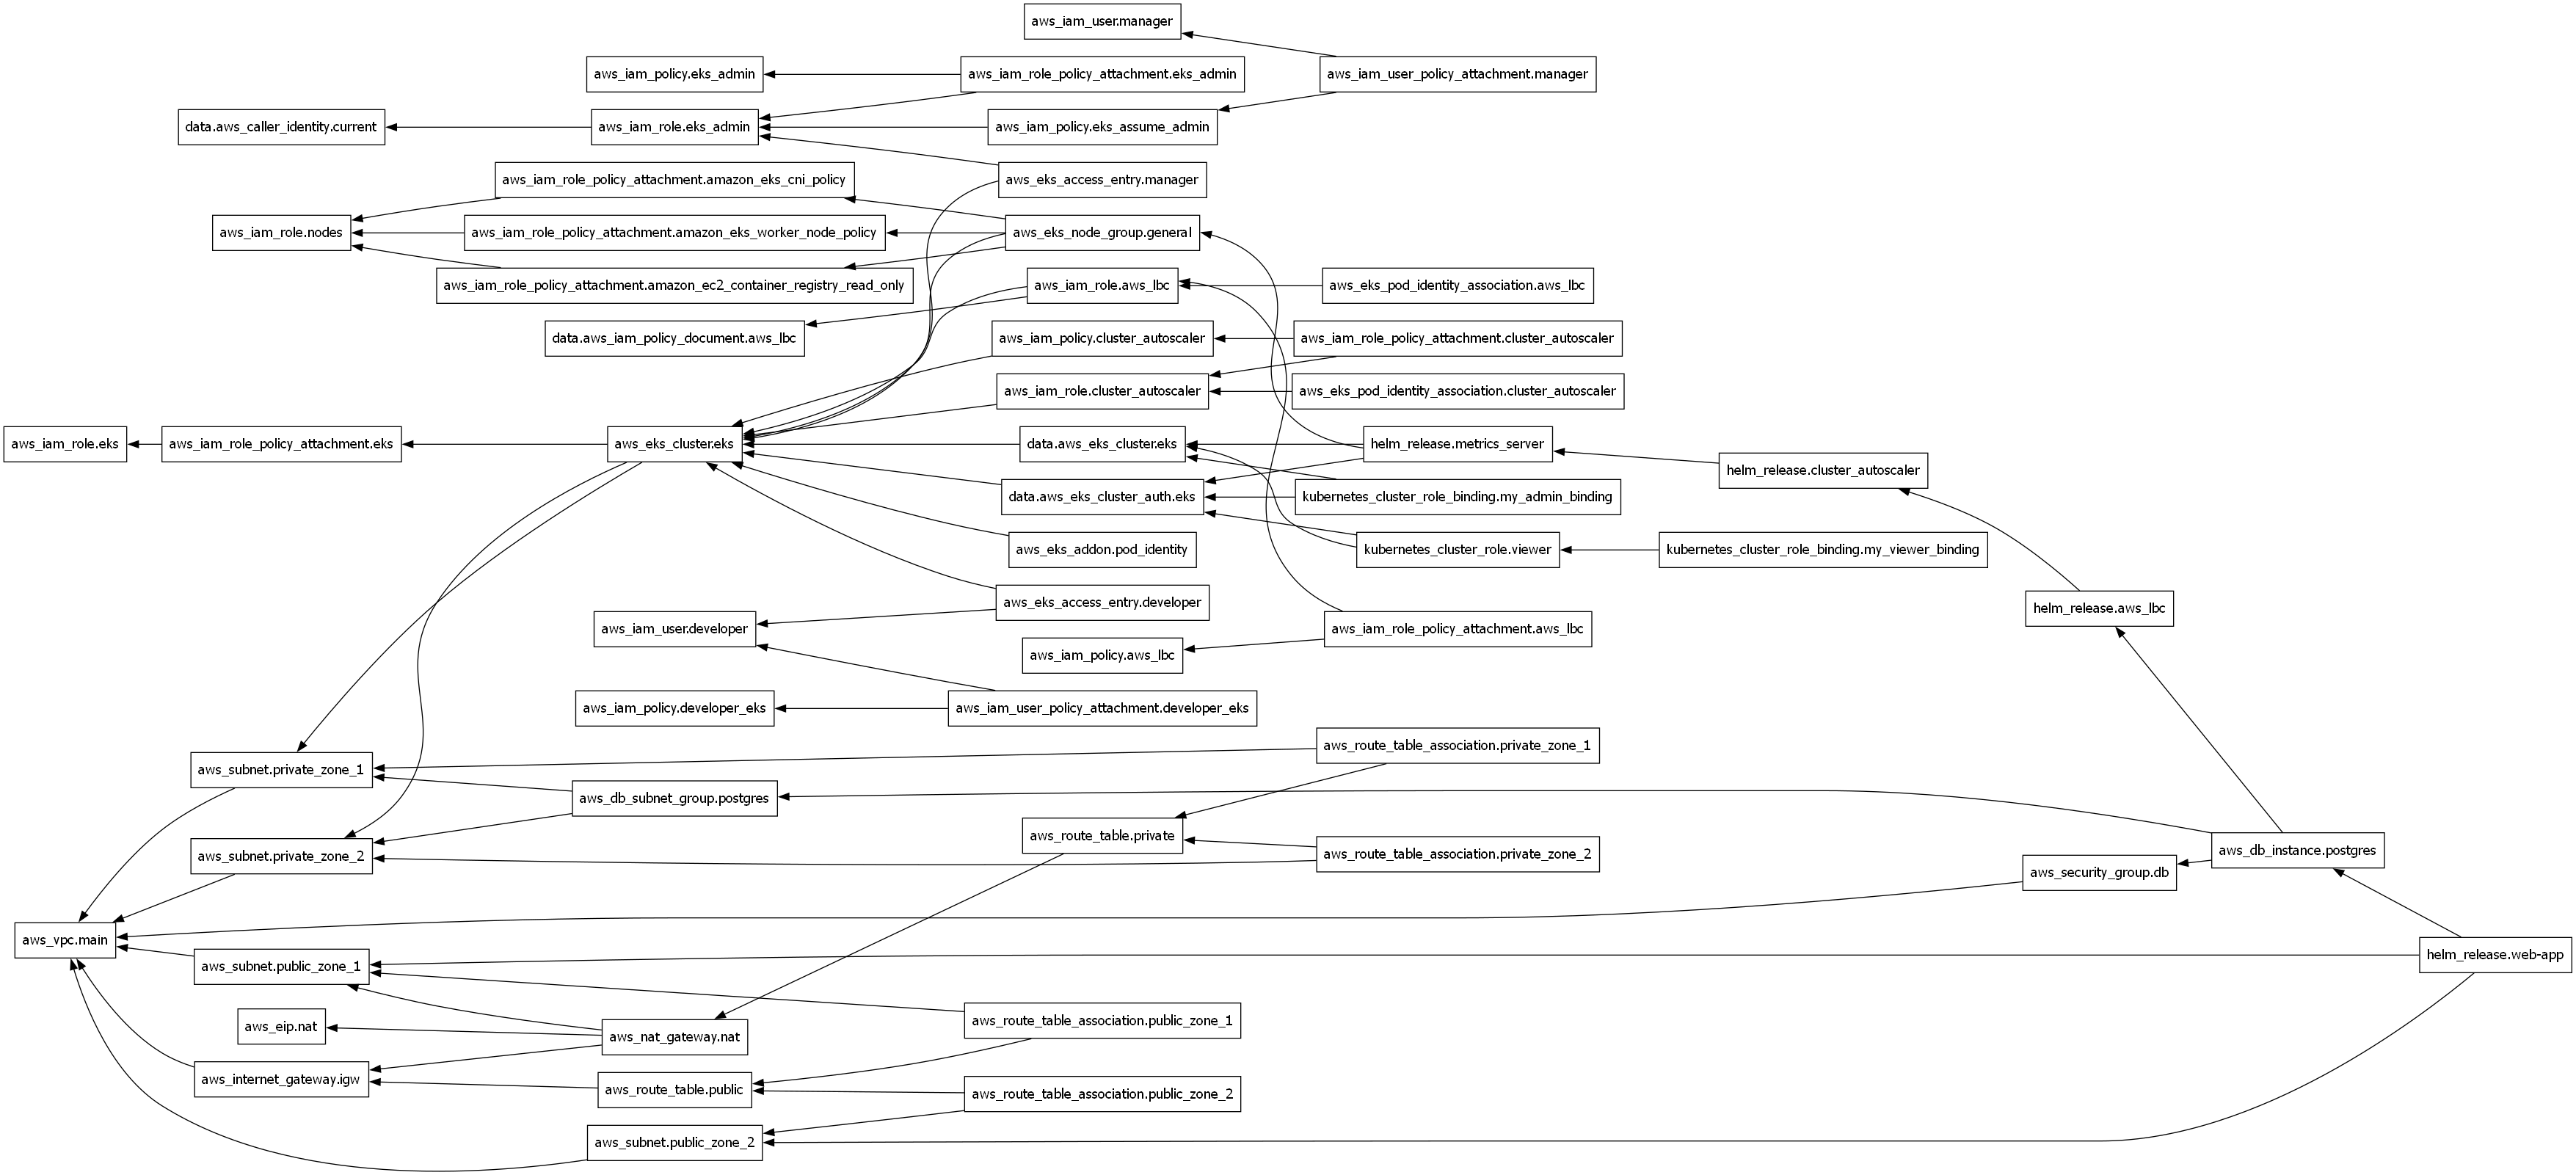 aws_iam_user.manager
aws_iam_policy.eks_admin
aws_iam_role_policy_attachment.eks_admin
aws_iam_user_policy_attachment.manager
data.aws_caller_identity.current
aws_iam_role.eks_admin
aws_iam_policy.eks_assume_admin
aws_iam_role_policy_attachment.amazon_eks_cni_policy
aws_eks_access_entry.manager
aws_iam_role.nodes
aws_iam_role_policy_attachment.amazon_eks_worker_node_policy
aws_eks_node_group.general
aws_iam_role_policy_attachment.amazon_ec2_container_registry_read_only
aws_iam_role.aws_lbc
aws_eks_pod_identity_association.aws_lbc
data.aws_iam_policy_document.aws_lbc
aws_iam_policy.cluster_autoscaler
aws_iam_role_policy_attachment.cluster_autoscaler
aws_iam_role.cluster_autoscaler
aws_eks_pod_identity_association.cluster_autoscaler
aws_iam_role.eks
aws_iam_role_policy_attachment.eks
aws_eks_cluster.eks
data.aws_eks_cluster.eks
helm_release.metrics_server
helm_release.cluster_autoscaler
data.aws_eks_cluster_auth.eks
kubernetes_cluster_role_binding.my_admin_binding
aws_eks_addon.pod_identity
kubernetes_cluster_role.viewer
kubernetes_cluster_role_binding.my_viewer_binding
aws_eks_access_entry.developer
helm_release.aws_lbc
aws_iam_user.developer
aws_iam_role_policy_attachment.aws_lbc
aws_iam_policy.aws_lbc
aws_iam_policy.developer_eks
aws_iam_user_policy_attachment.developer_eks
aws_route_table_association.private_zone_1
aws_subnet.private_zone_1
aws_db_subnet_group.postgres
aws_route_table.private
aws_db_instance.postgres
aws_subnet.private_zone_2
aws_route_table_association.private_zone_2
aws_security_group.db
aws_vpc.main
helm_release.web-app
aws_subnet.public_zone_1
aws_route_table_association.public_zone_1
aws_eip.nat
aws_nat_gateway.nat
aws_internet_gateway.igw
aws_route_table.public
aws_route_table_association.public_zone_2
aws_subnet.public_zone_2